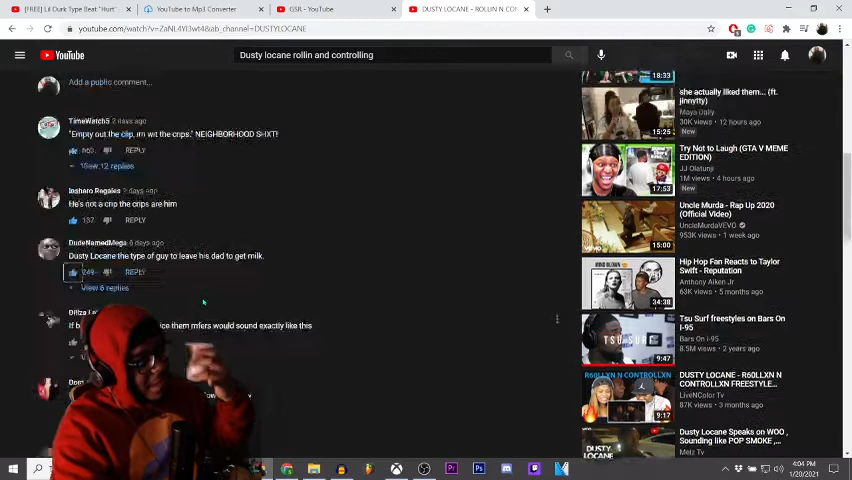 [FREE] Lil Durk Type Beat "Hurt"
YouTube to Mp3 Converter
GSR - YouTube
DUSTY LOCANE - ROLLIN N CO
youtube.com/watch?v=ZaNL4Yl3wt4&ab_channel=DUSTYLOCANE
YouTube
Dusty locane rollin and controlling
Add a public comment...
TimeWatch5 2 days ago
"Empty out the clip, im wit the crips." NEIGHBORHOOD SHXT!
REPLY
View 12 replies
Regales 2 days ago
He's not a crip the crips are him
137 REPLY
DudeNamedMega 6 days ago
Dusty Locane the type of guy to leave his dad to get milk.
249 REPLY
View 6 replies
If b
ice them mfers would sound exactly like this
18:33
she actually liked them... (ft.
jinnytty)
Maya
30K views • 12 hours ago
New
15:25
Try Not to Laugh (GTA V MEME
EDITION)
JJ Olatunji
1M views • 4 hours ago
New
17:53
Uncle Murda - Rap Up 2020
(Official Video)
UncleMurdaVEVO
953K Views • 1 week ago
15:00
Hip Hop Fan Reacts to Taylor
Swift - Reputation
Anthony Aiken Jr
63K views • 5 months ago
34:38
Tsu Surf freestyles on Bars On
I-95
Bars On I-95
8.5M views • 2 years ago
TSU SURF
9:47
DUSTY LOCANE - R60LLXN N
CONTROLLXN FREESTYLE...
LiveNColor Tv
87K views • 3 months ago
9:17
Dusty Locane Speaks on WOO ,
Sounding like POP SMOKE ,...
DUSTY
LOCANE
4:04 PM
1/20/2021